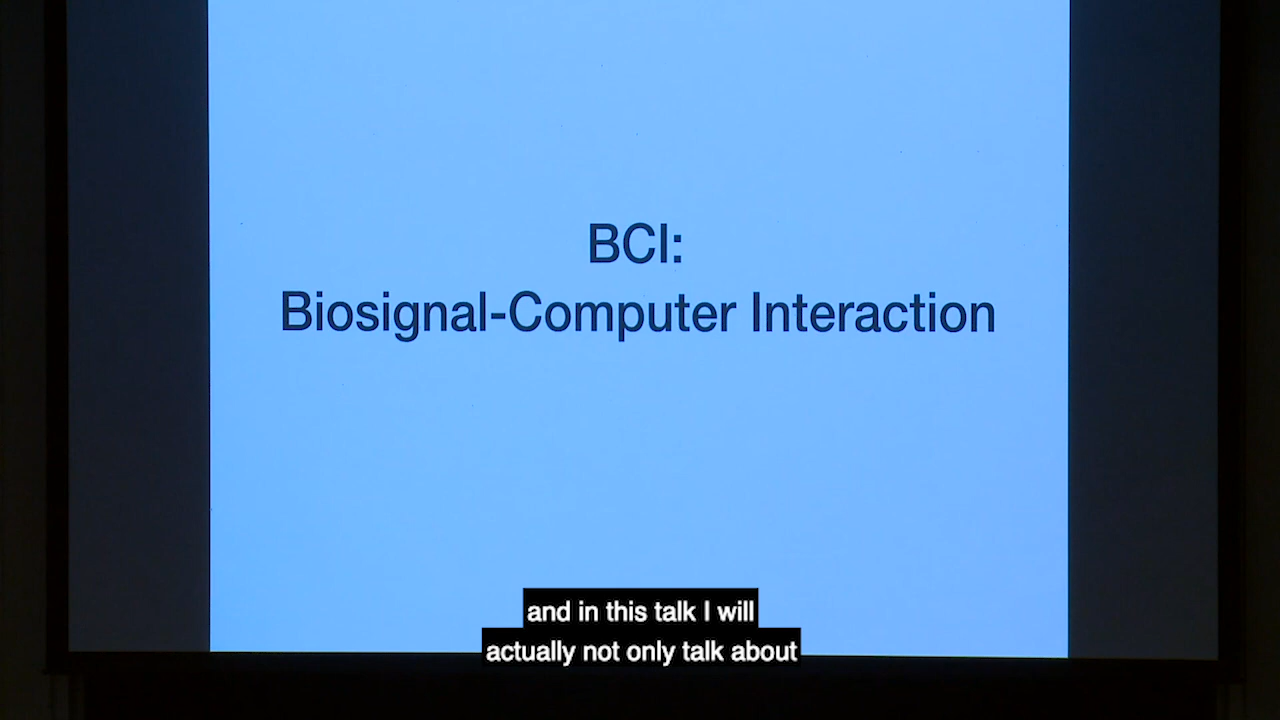 BCI:
Biosignal-Computer Interaction
and in this talk I will
actually not only talk about